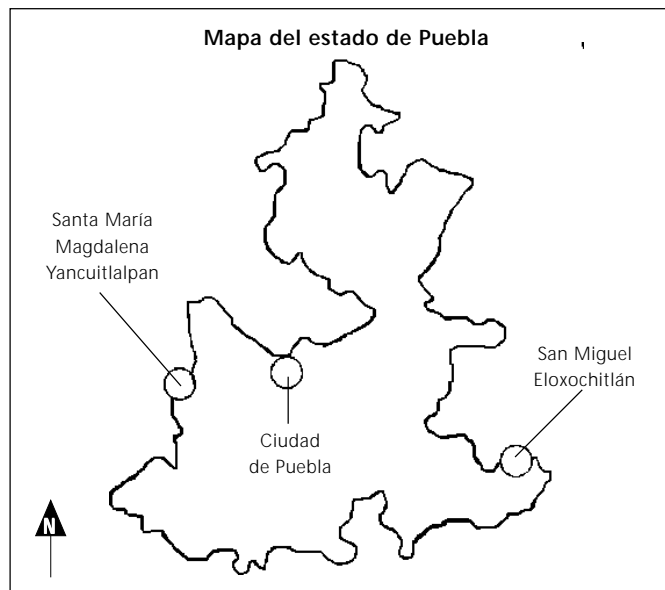 Mapa del estado de Puebla
Santa María
Magdalena
Yancuitlalpan
San Miguel
Eloxochitlán
Ciudad
de Puebla
N